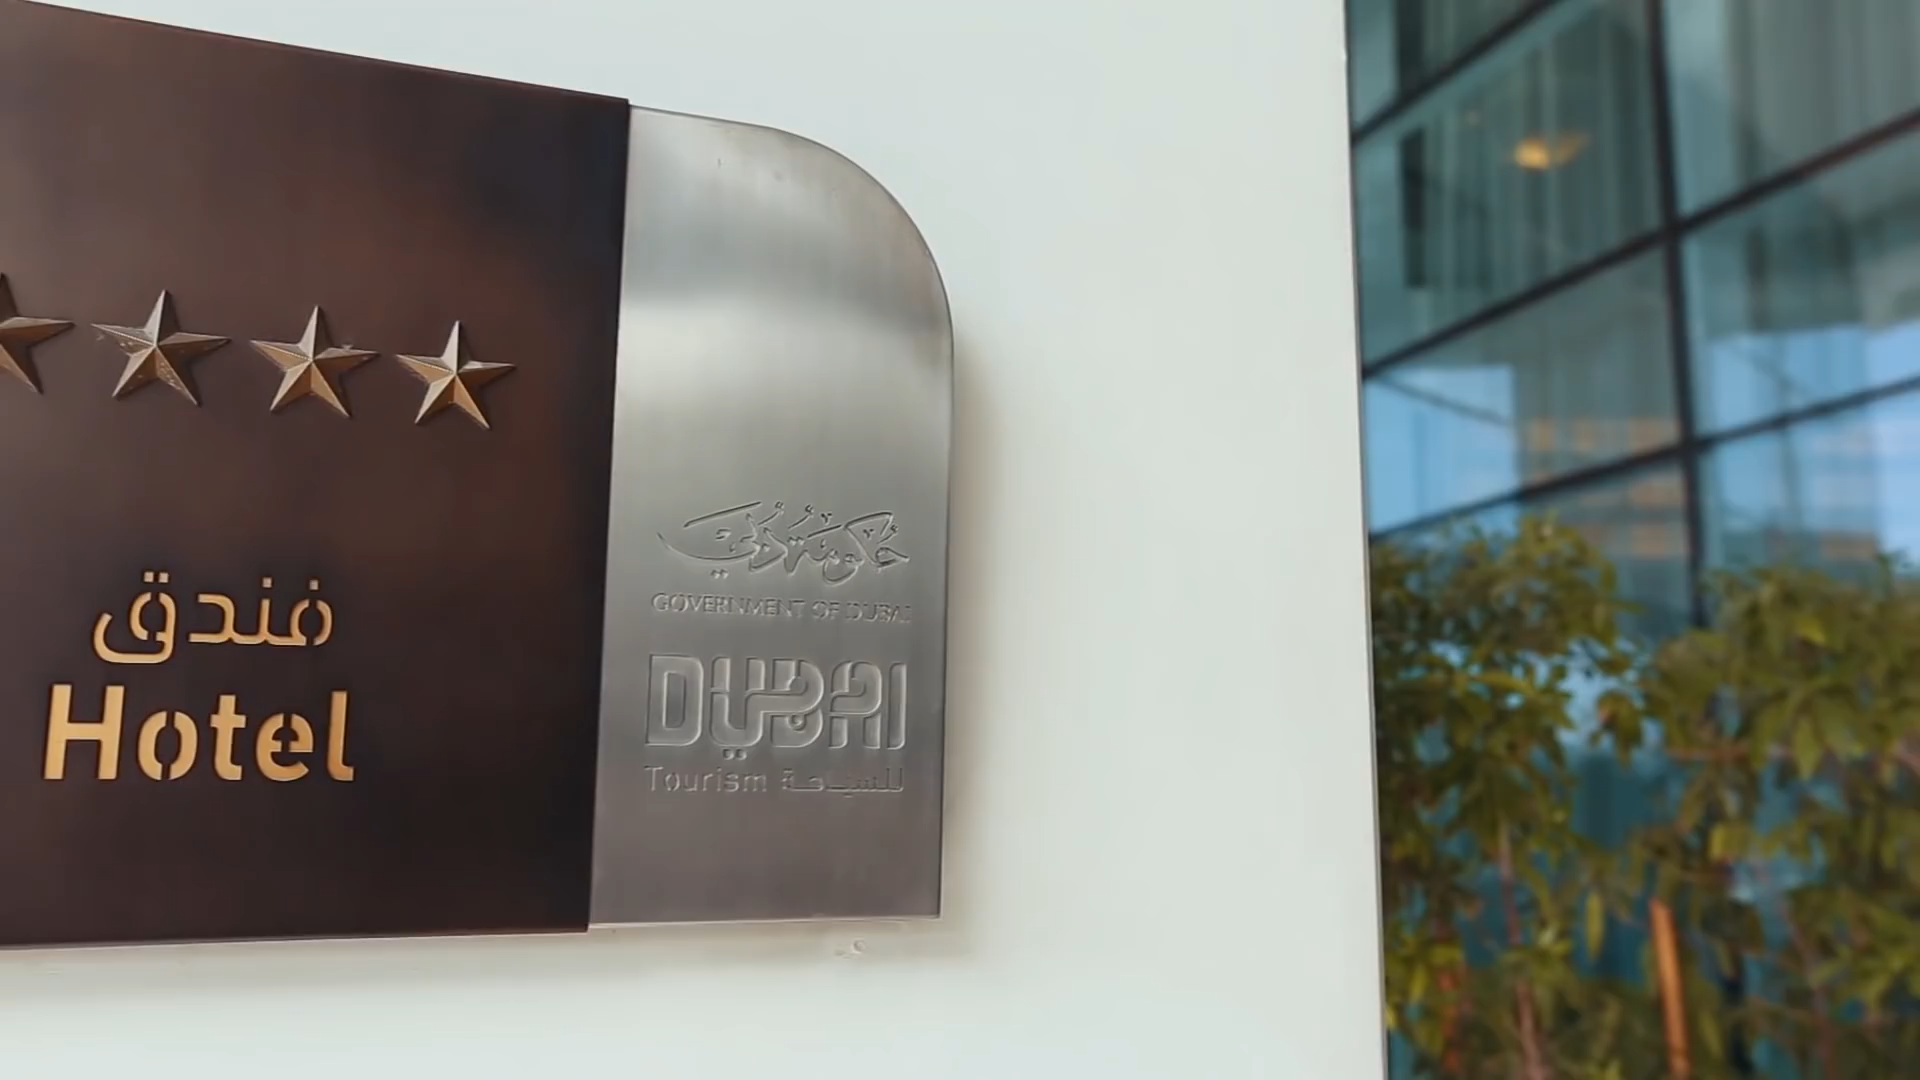 فندق
Hotel
حكومة دبي
GOVERNMENT OF DUBAI
DUBAI
Tourism للسياحة